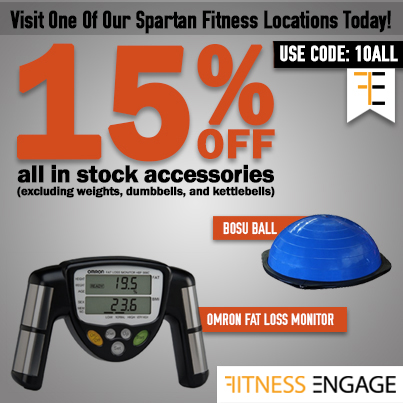 Visit One Of Our Spartan Fitness Locations Today!
USE CODE: 10ALL
FE
15%
OFF
all in stock accessories
(excluding weights, dumbbells, and kettlebells)
BOSU BALL
OMRON
19.5
23.6
OMRON FAT LOSS MONITOR
FITNESS ENGAGE